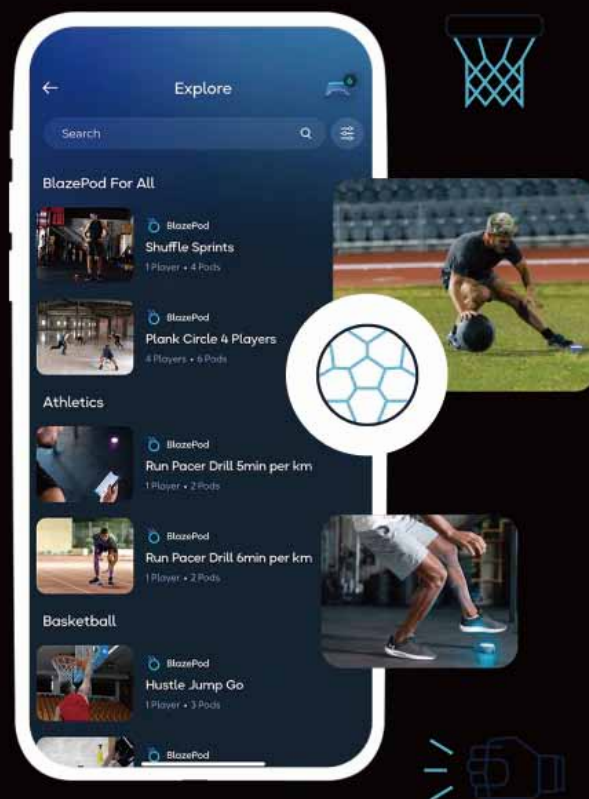 Explore
6
Search
BlazePod For All
BlazePod
Shuffle Sprints
1 Player • 4 Pods
BlazePod
Plank Circle 4 Players
4 Players • 6 Pods
Athletics
BlazePod
Run Pacer Drill 5min per km
1 Player • 2 Pods
BlazePod
Run Pacer Drill 6min per km
1 Player • 2 Pods
Basketball
BlazePod
Hustle Jump Go
1 Player • 3 Pods
BlazePod